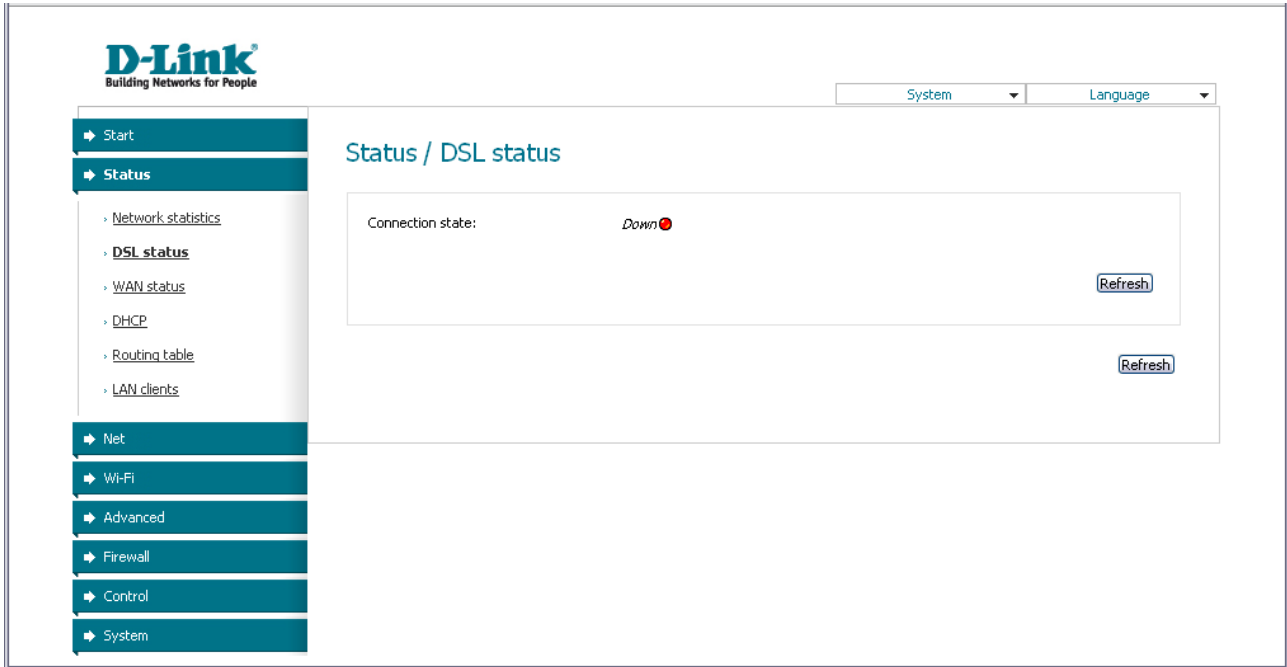 D-Link®
Building Networks for People
System Language
Start
Status
Network statistics
DSL status
WAN status
DHCP
Routing table
LAN clients
Net
Wi-Fi
Advanced
Firewall
Control
System
Status / DSL status
Connection state: Down
Refresh
Refresh